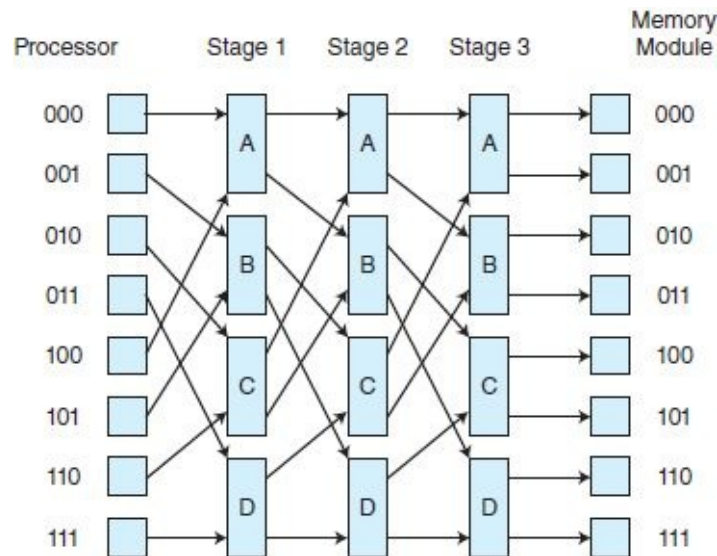 Processor Stage 1 Stage 2 Stage 3 Memory
Module
000 000
A A A
001 001
010 010
B B B
011 011
100 100
C C C
101 101
110 110
D D D
111 111